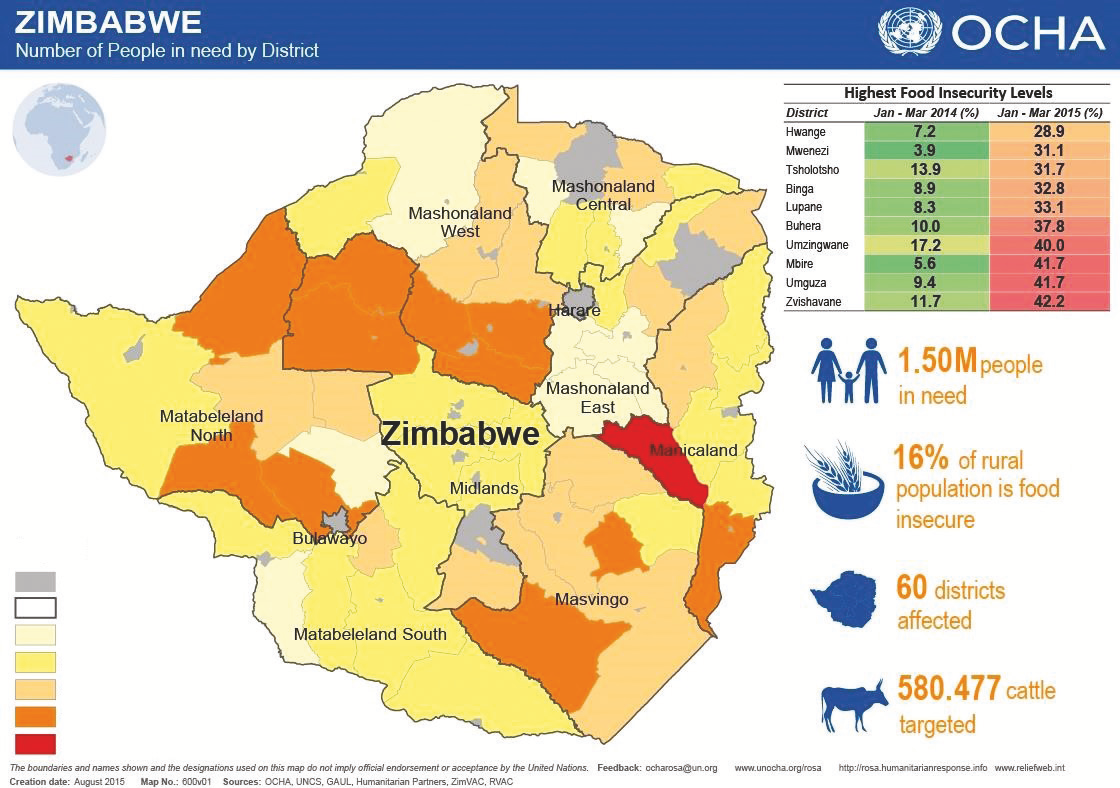 ZIMBABWE
Number of People in need by District
OCHA
Highest Food Insecurity Levels
District Jan - Mar 2014 (%) Jan - Mar 2015 (%)
Hwange 7.2 28.9
Mwenezi 3.9 31.1
Tsholotsho 13.9 31.7
Binga 8.9 32.8
Lupane 8.3 33.1
Buhera 10.0 37.8
Umzingwane 17.2 40.0
Mbire 5.6 41.7
Umguza 9.4 41.7
Zvishavane 11.7 42.2
Mashonaland
Central
Mashonaland
West
Harare
Mashonaland
East
Matabeleland
North
Zimbabwe
Manicaland
Midlands
Bulawayo
Masvingo
Matabeleland South
1.50M people
in need
16% of rural
population is food
insecure
60 districts
affected
580.477 cattle
targeted
The boundaries and names shown and the designations used on this map do not imply official endorsement or acceptance by the United Nations. Feedback: ocharosa@un.org www.unocha.org/rosa http://rosa.humanitarianresponse.info www.reliefweb.int
Creation date: August 2015 Map No.: 600v01 Sources: OCHA, UNCS, GAUL, Humanitarian Partners, ZimVAC, RVAC